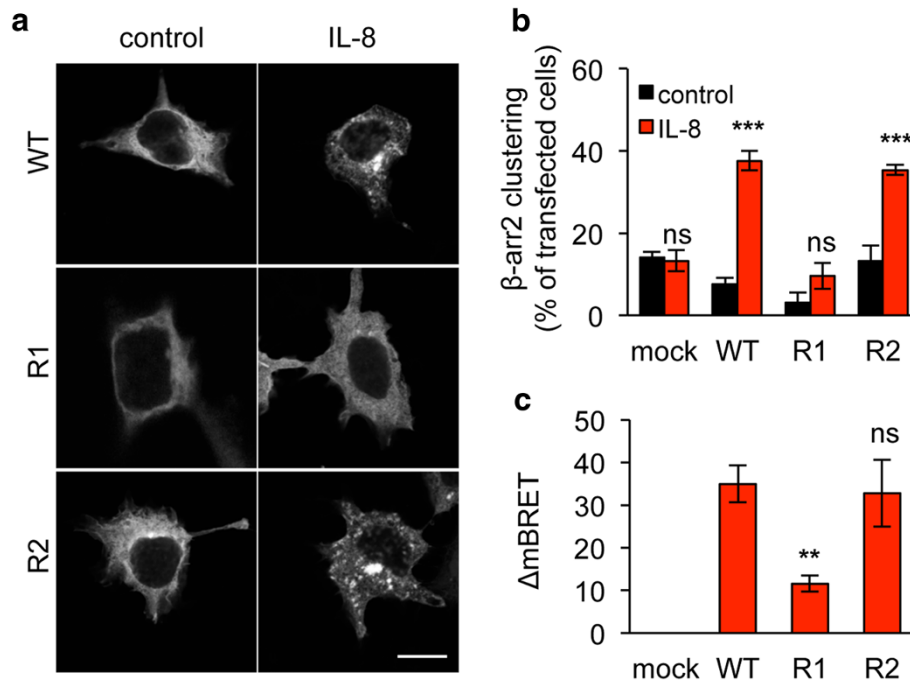 a
control IL-8
WT
R1
R2
b
β-arr2 clustering
(% of transfected cells)
60
40
20
0
control
IL-8
ns
***
ns
***
mock WT R1 R2
c
ΔmBRET
50
40
30
20
10
0
**
ns
mock WT R1 R2